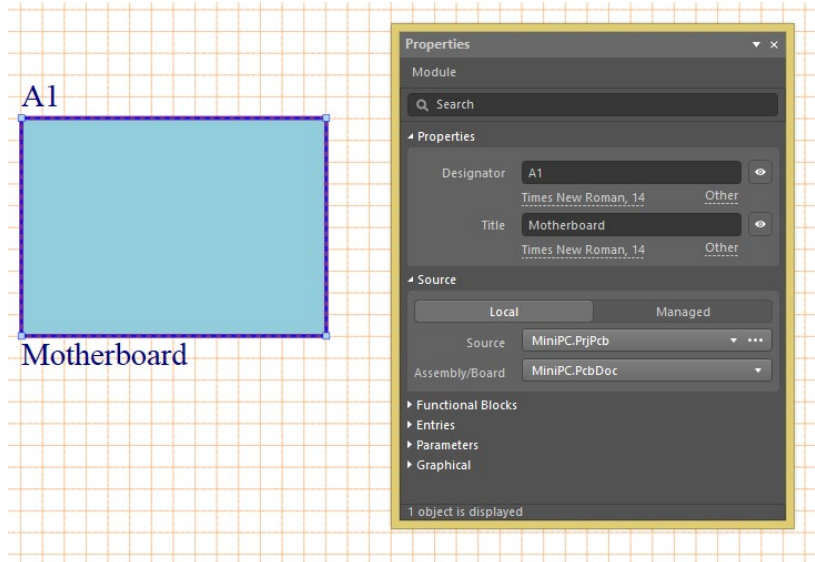 A1
Motherboard
Properties
Module
Search
Properties
Designator A1
Times New Roman, 14 Other
Title Motherboard
Times New Roman, 14 Other
Source
Local Managed
Source MiniPC.PrjPcb
Assembly/Board MiniPC.PcbDoc
Functional Blocks
Entries
Parameters
Graphical
1 object is displayed